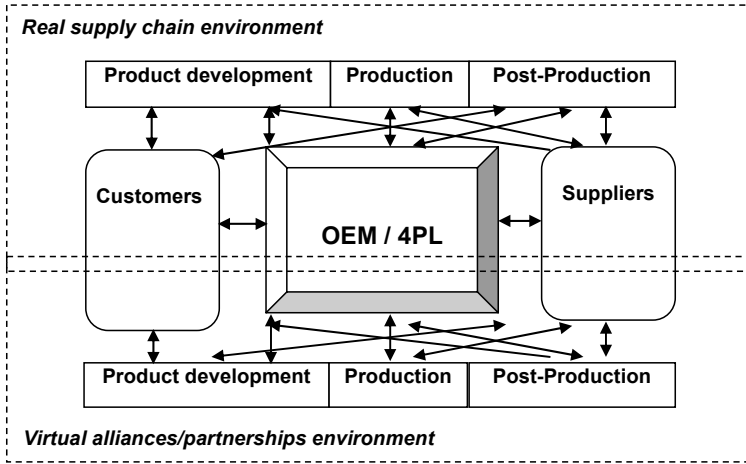 Real supply chain environment
Product development
Production
Post-Production
Customers
OEM / 4PL
Suppliers
Product development
Production
Post-Production
Virtual alliances/partnerships environment